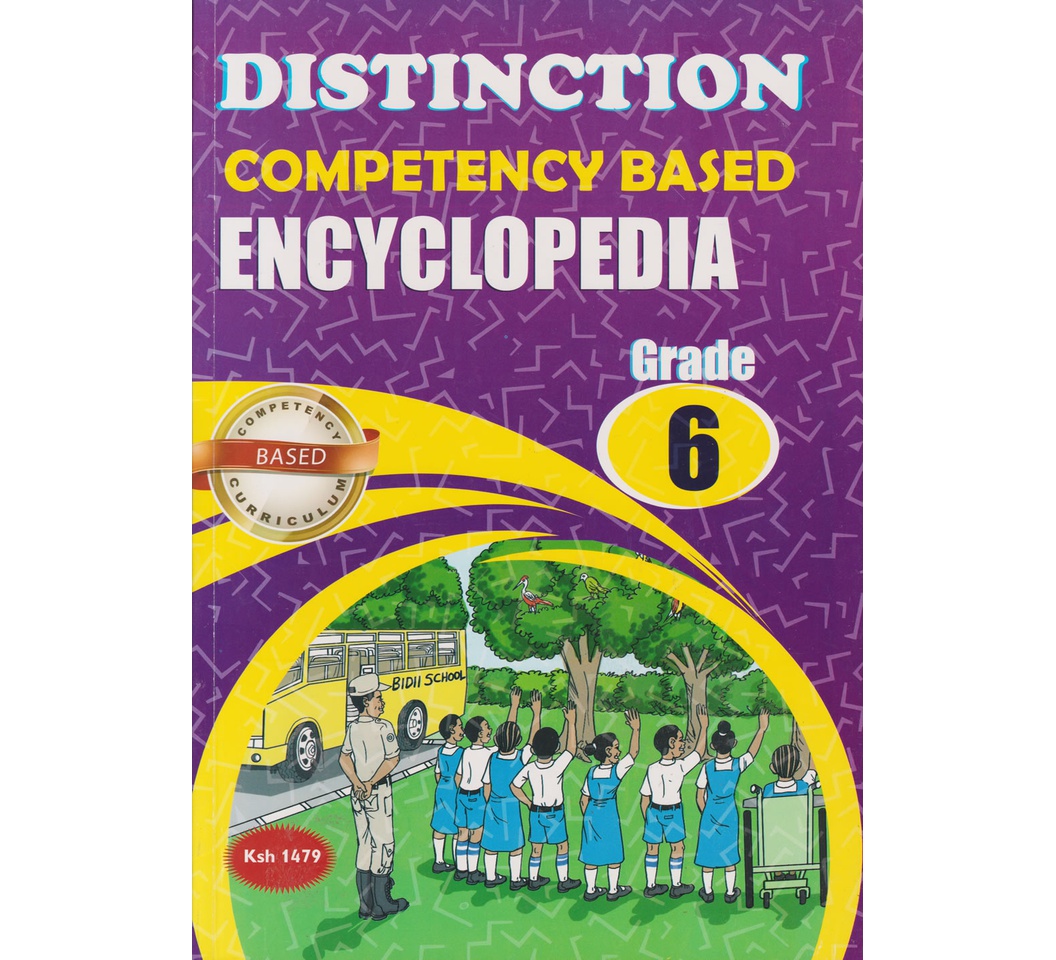 DISTINCTION
COMPETENCY BASED
ENCYCLOPEDIA
Grade
6
COMPETENCY
BASED
CURRICULUM
BIDII SCHOOL
Ksh 1479